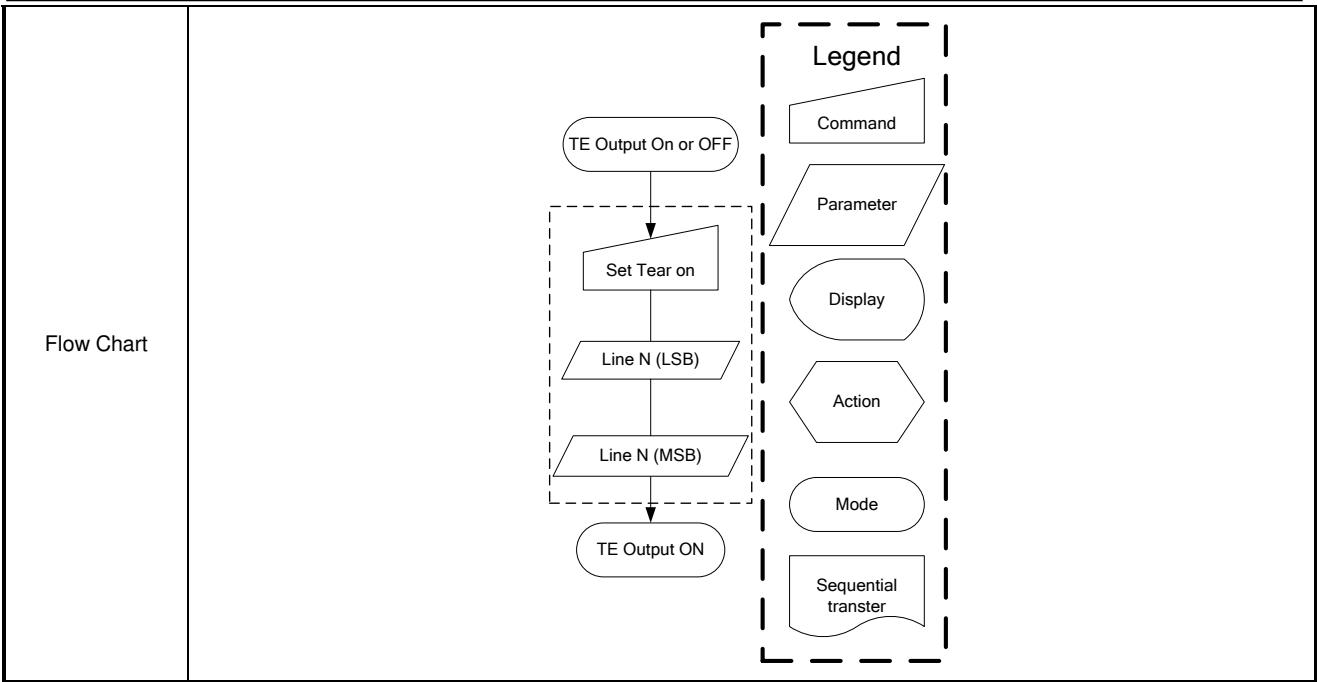 Flow Chart
TE Output On or OFF
Set Tear on
Line N (LSB)
Line N (MSB)
TE Output ON
Legend
Command
Parameter
Display
Action
Mode
Sequential
transter